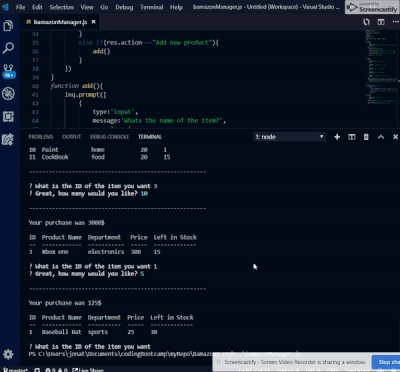 File Edit Selection View Go Debug Terminal Help bamazonManager.js - Untitled (Workspace) - Visual Studio
Screencastify
bamazonManager.js ×
34 }
35 else if(res.action==="Add new product"){
36 add()
37 }
38 })
39 }
40 function add(){
41 inq.prompt([
42 {
43 type:'input',
44 message:'Whats the name of the item?',
PROBLEMS OUTPUT DEBUG CONSOLE TERMINAL 1: node
10 Paint home 20 1
11 CookBook food 20 15
? What is the ID of the item you want 3
? Great, how many would you like? 10
Your purchase was 3000$
ID Product Name Department Price Left in Stock
3 Xbox one electronics 300 15
? What is the ID of the item you want 1
? Great, how many would you like? 5
Your purchase was 125$
ID Product Name Department Price Left in Stock
1 Baseball Bat sports 25 30
? What is the ID of the item you want
PS C:\Users\jonat\Documents\codingBootcamp\myRepo\Bamazon>
Screencastify - Screen Video Recorder is sharing a window. Stop
master 0 0 Live Share